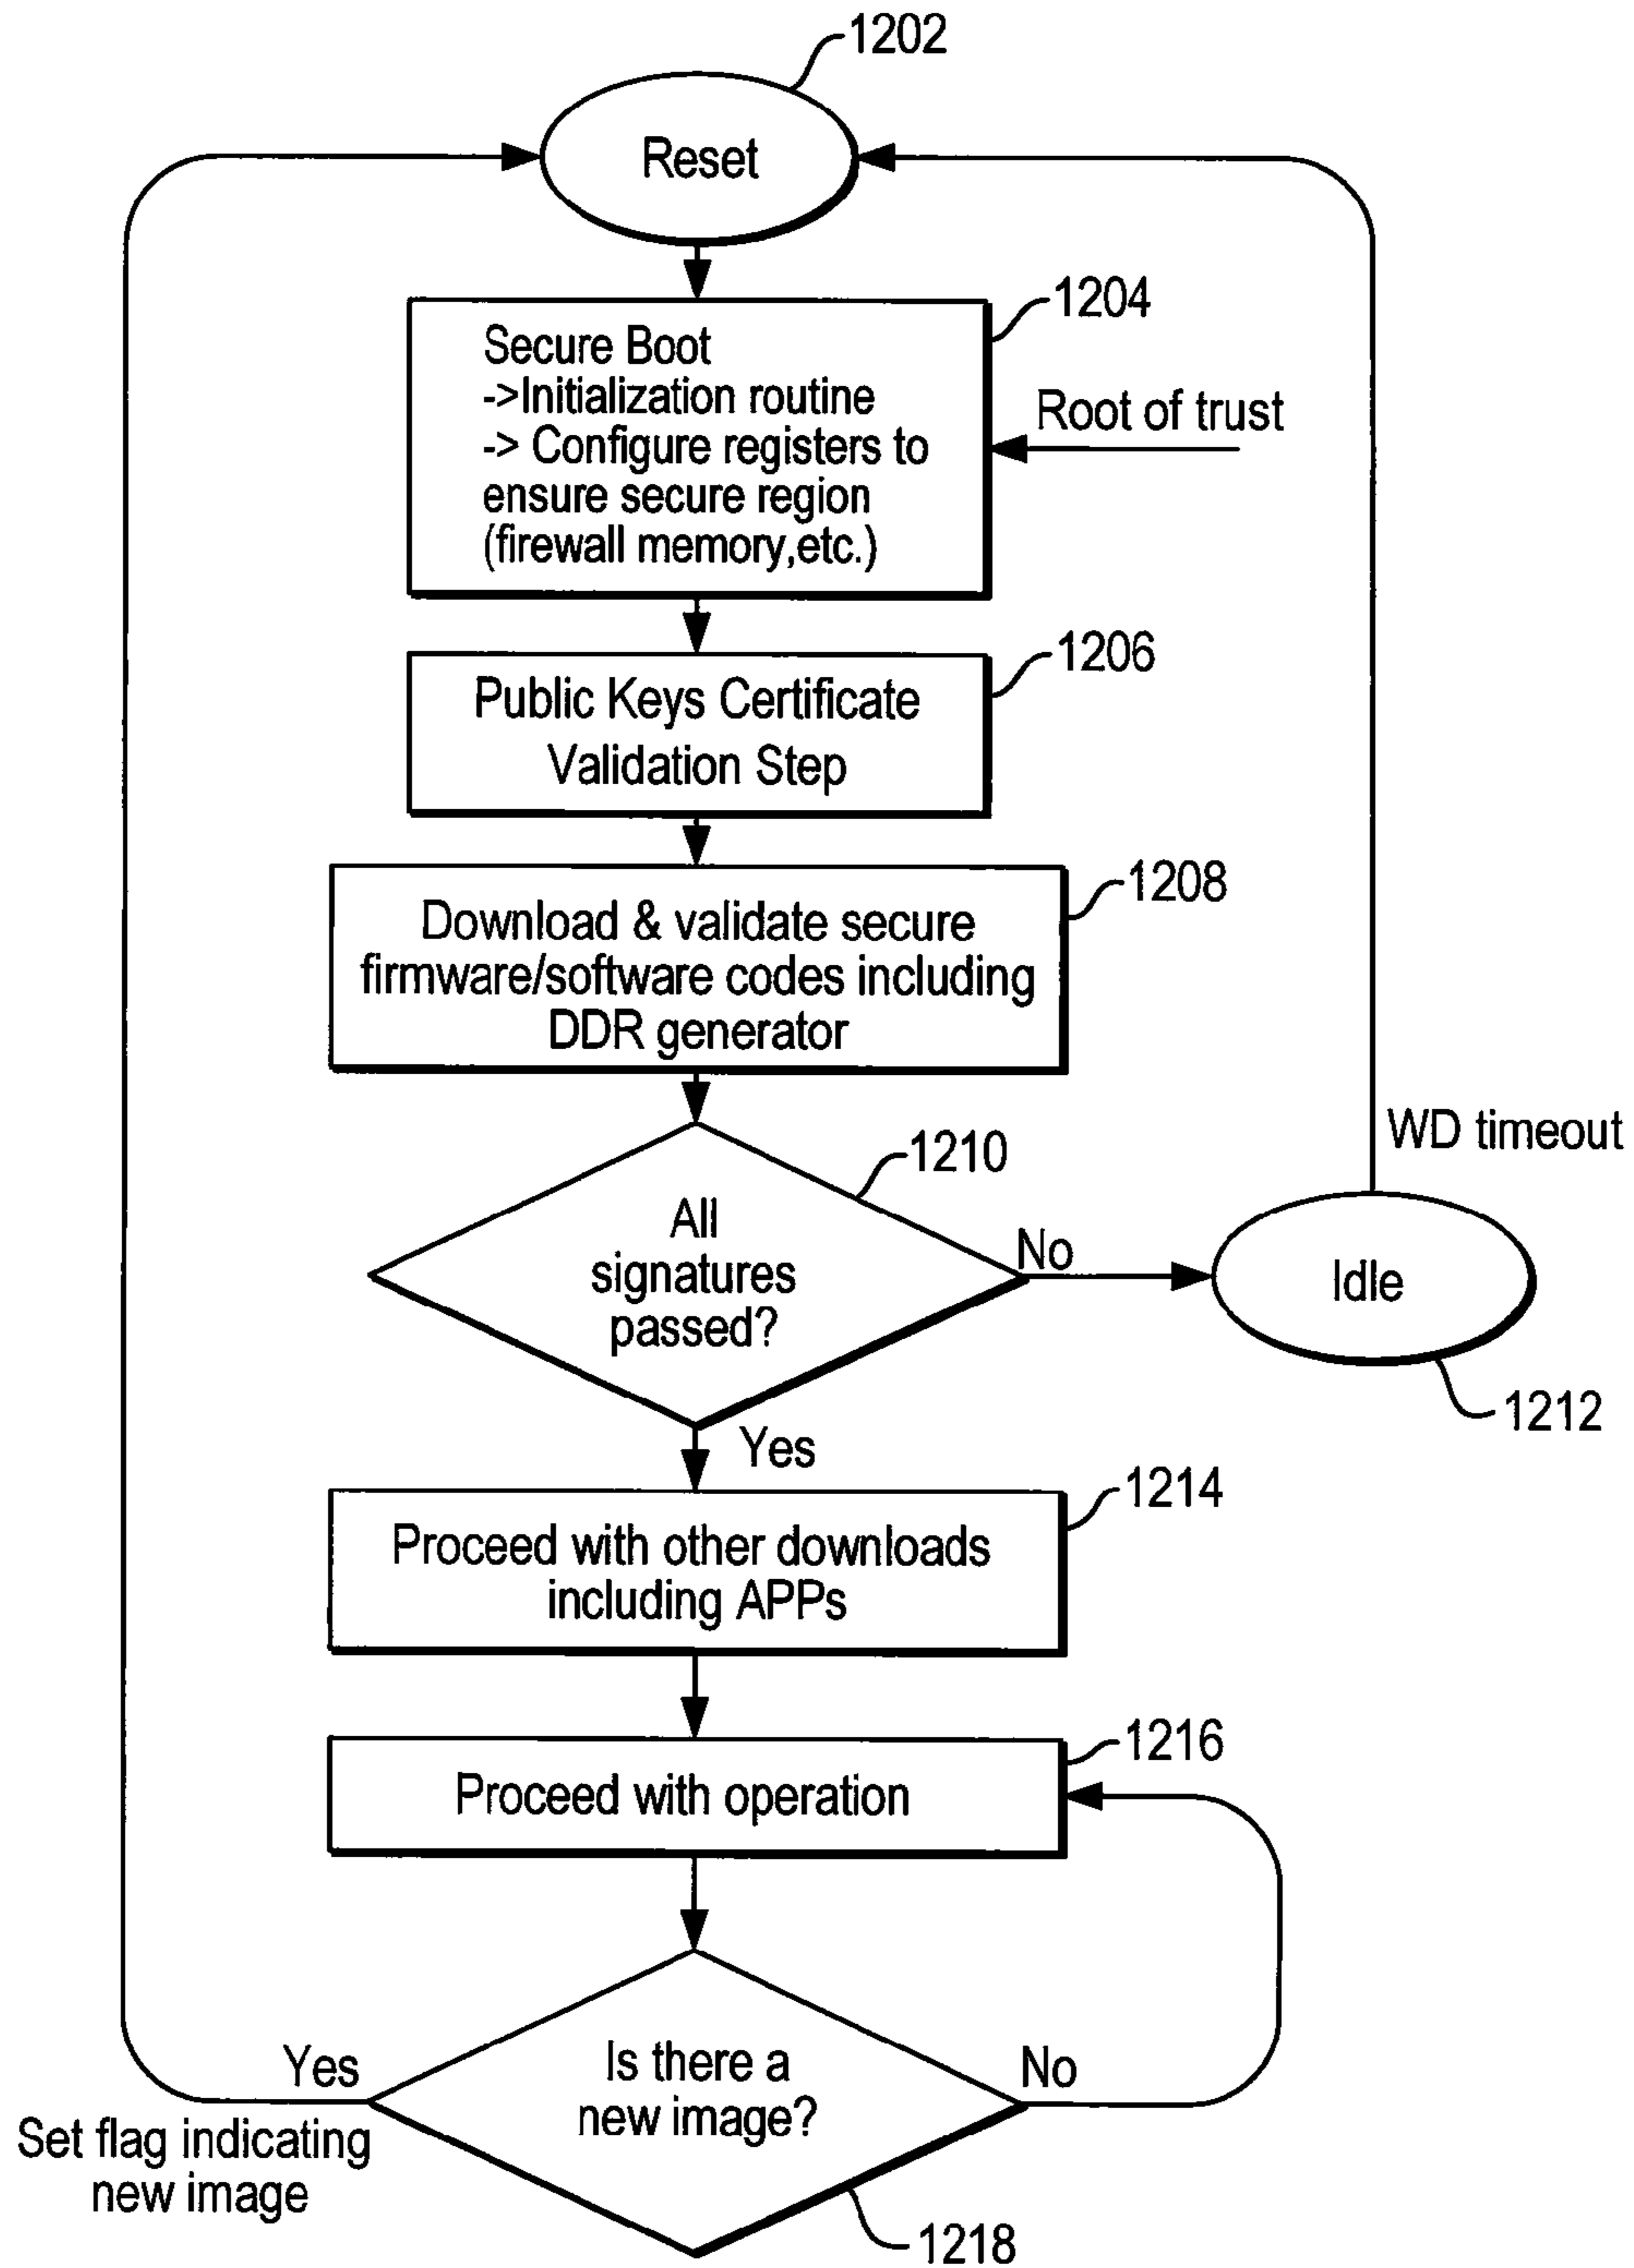 1202
Reset
1204
Secure Boot
->Initialization routine
-> Configure registers to
ensure secure region
(firewall memory,etc.)
Root of trust
1206
Public Keys Certificate
Validation Step
1208
Download & validate secure
firmware/software codes including
DDR generator
WD timeout
1210
All
signatures
passed?
No
Idle
1212
Yes
1214
Proceed with other downloads
including APPs
1216
Proceed with operation
Is there a
new image?
Yes
No
Set flag indicating
new image
1218